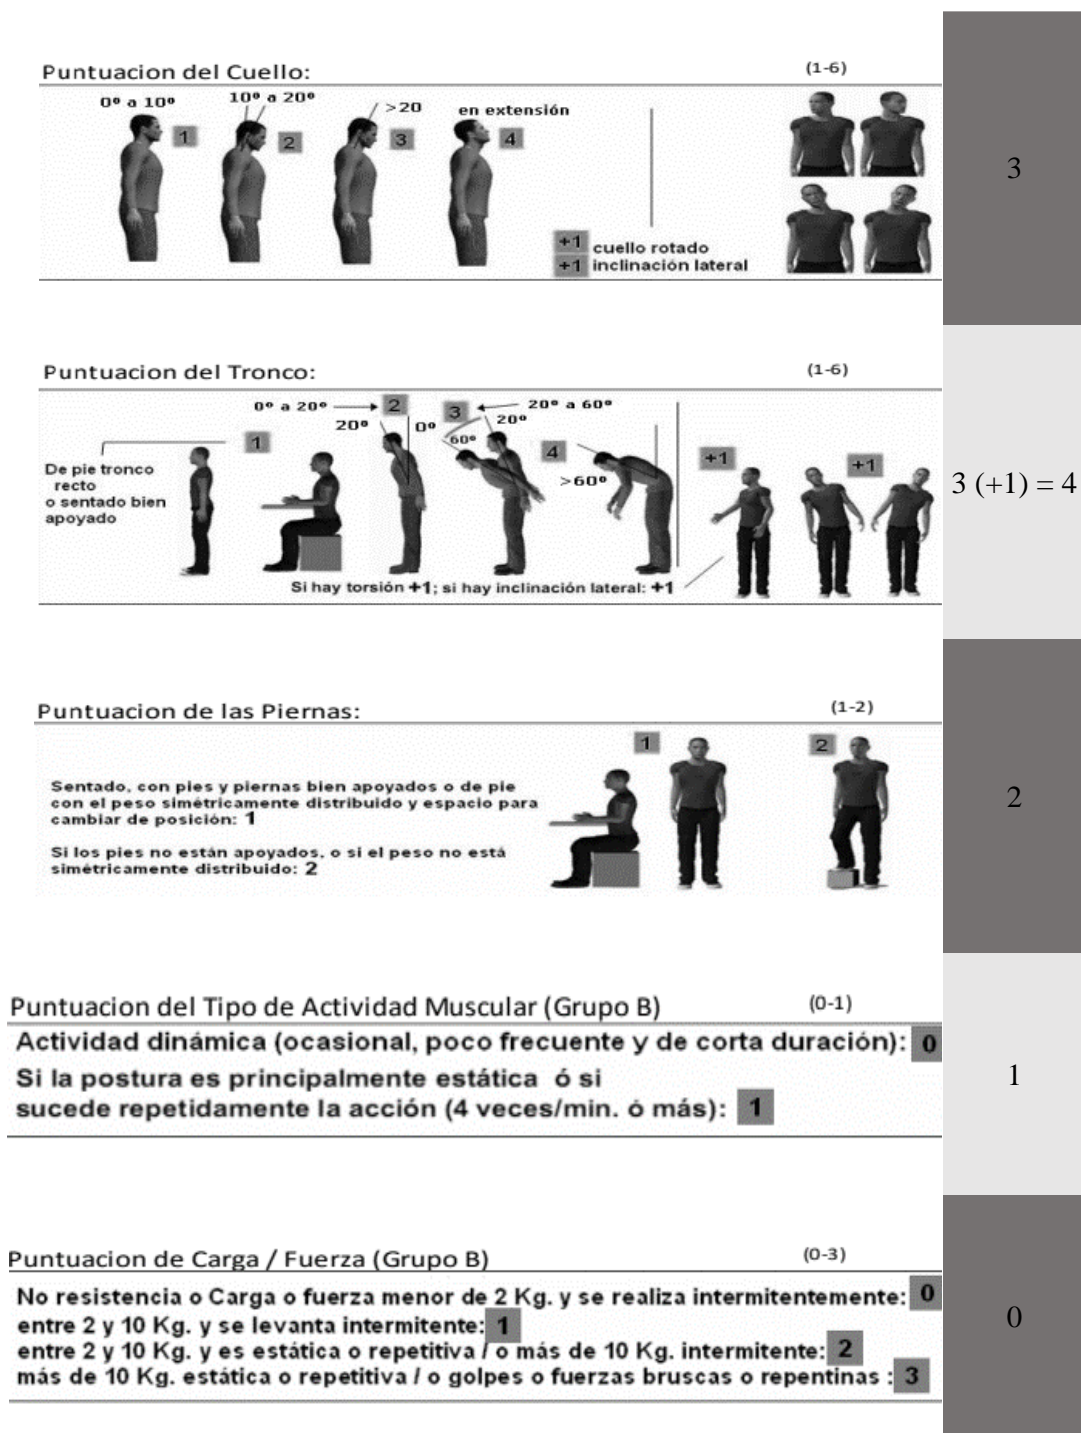 Puntuacion del Cuello: (1-6)
0º a 10º
10º a 20º
>20
en extensión
1
2
3
4
+1 cuello rotado
+1 inclinación lateral
3
Puntuacion del Tronco: (1-6)
0º a 20º
2
3
20º a 60º
20º
0º
20º
60º
1
4
>60º
+1
+1
De pie tronco
recto
o sentado bien
apoyado
Si hay torsión +1; si hay inclinación lateral: +1
3 (+1) = 4
Puntuacion de las Piernas: (1-2)
1
2
Sentado, con pies y piernas bien apoyados o de pie
con el peso simétricamente distribuido y espacio para
cambiar de posición: 1
Si los pies no están apoyados, o si el peso no está
simétricamente distribuido: 2
2
Puntuacion del Tipo de Actividad Muscular (Grupo B) (0-1)
Actividad dinámica (ocasional, poco frecuente y de corta duración): 0
Si la postura es principalmente estática ó si
sucede repetidamente la acción (4 veces/min. ó más): 1
1
Puntuacion de Carga / Fuerza (Grupo B) (0-3)
No resistencia o Carga o fuerza menor de 2 Kg. y se realiza intermitentemente: 0
entre 2 y 10 Kg. y se levanta intermitente: 1
entre 2 y 10 Kg. y es estática o repetitiva / o más de 10 Kg. intermitente: 2
más de 10 Kg. estática o repetitiva / o golpes o fuerzas bruscas o repentinas : 3
0